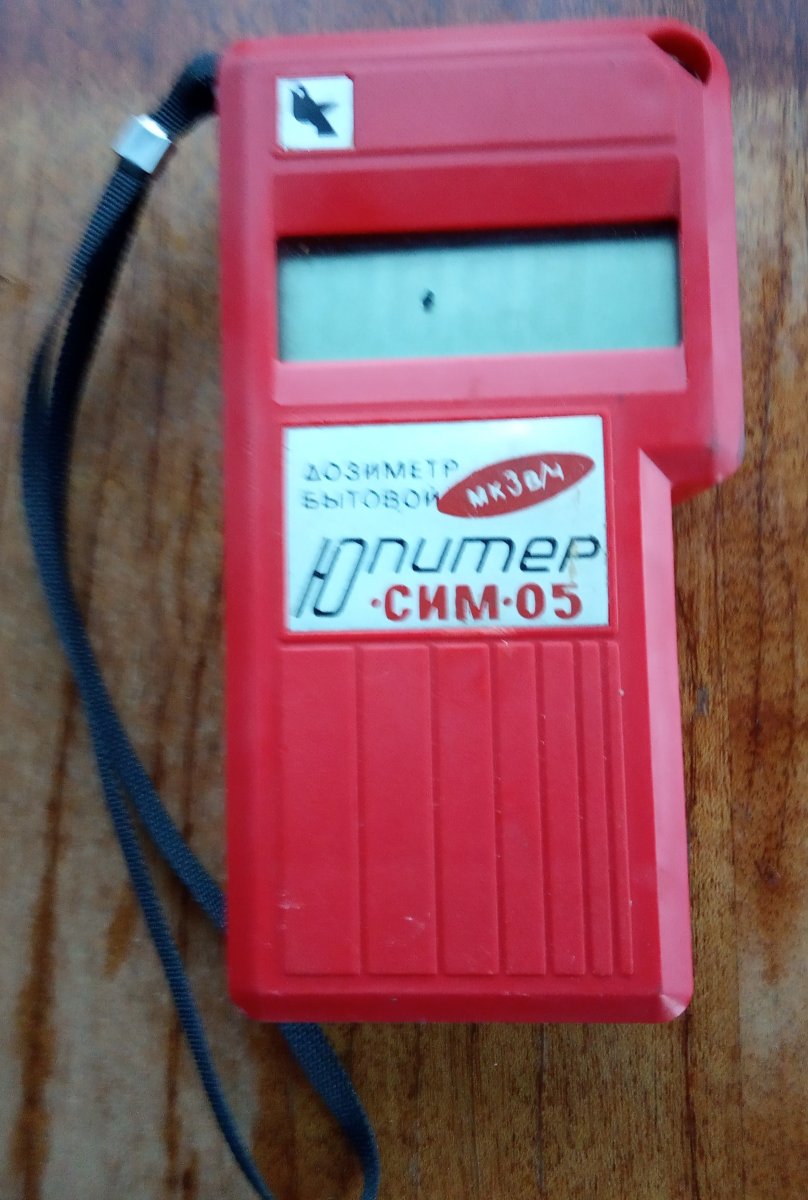 ДОЗИМЕТР
БЫТОВОЙ
мкЗв/ч
Юпитер
·СИМ·05